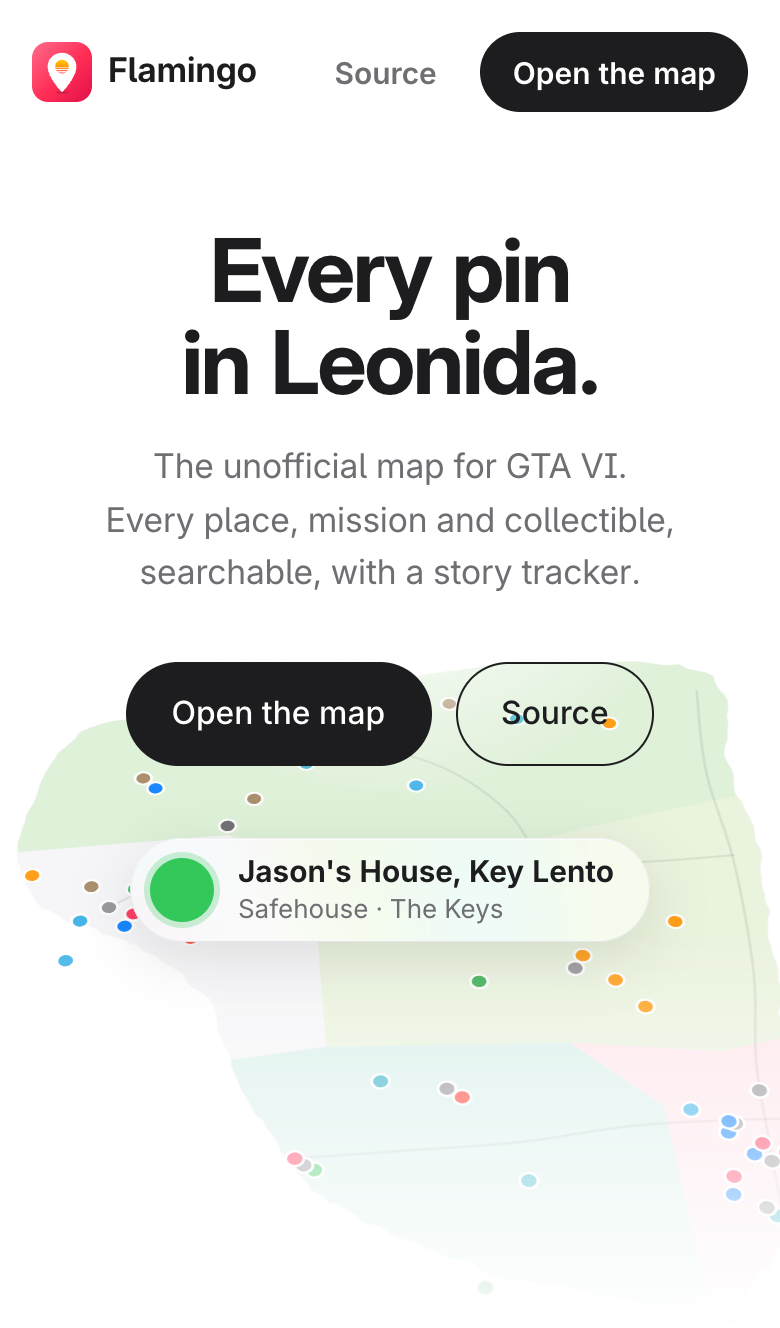 Flamingo
Source
Open the map
Every pin
in Leonida.
The unofficial map for GTA VI.
Every place, mission and collectible,
searchable, with a story tracker.
Open the map
Source
Jason's House, Key Lento
Safehouse · The Keys